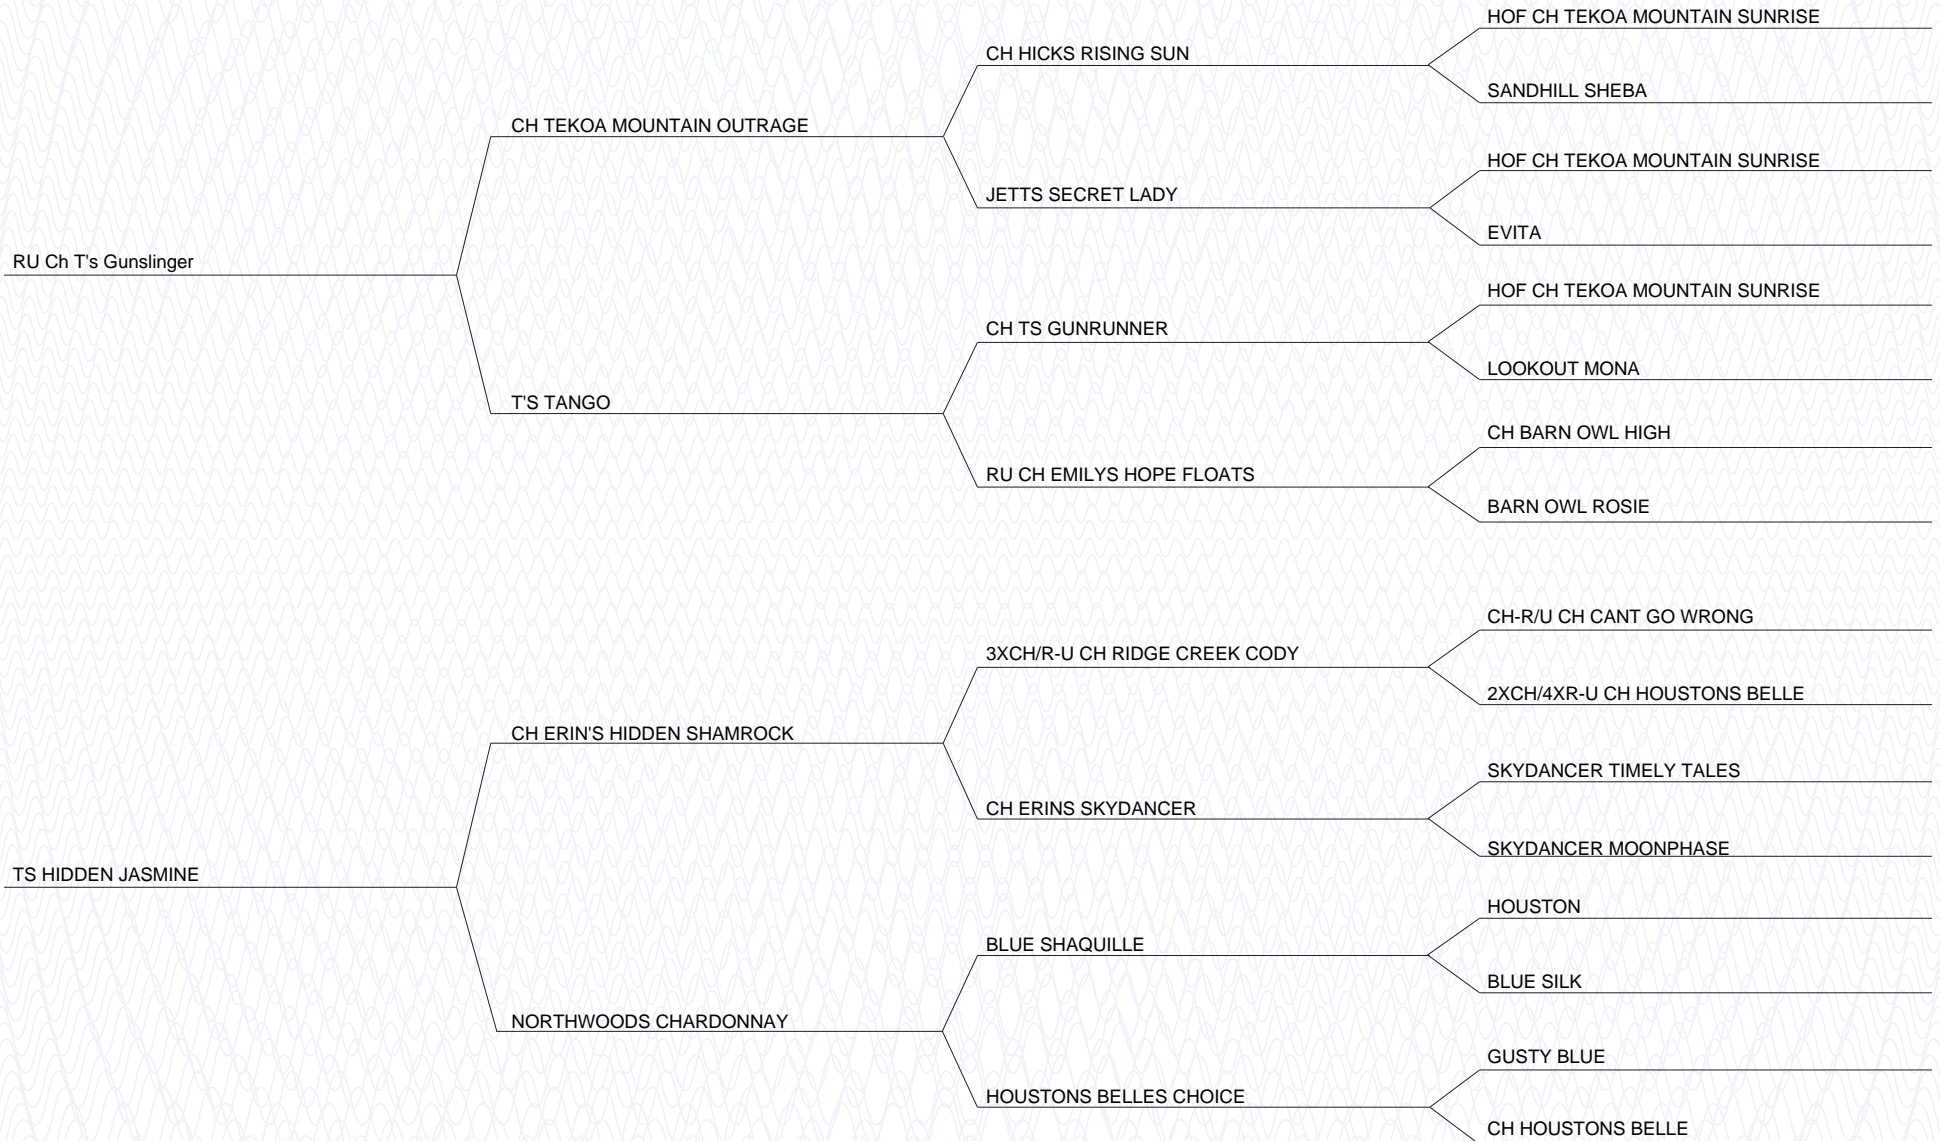 HOF CH TEKOA MOUNTAIN SUNRISE
CH HICKS RISING SUN
SANDHILL SHEBA
CH TEKOA MOUNTAIN OUTRAGE
HOF CH TEKOA MOUNTAIN SUNRISE
JETTS SECRET LADY
EVITA
RU Ch T's Gunslinger
HOF CH TEKOA MOUNTAIN SUNRISE
CH TS GUNRUNNER
LOOKOUT MONA
T'S TANGO
CH BARN OWL HIGH
RU CH EMILYS HOPE FLOATS
BARN OWL ROSIE
CH-R/U CH CANT GO WRONG
3XCH/R-U CH RIDGE CREEK CODY
2XCH/4XR-U CH HOUSTONS BELLE
CH ERIN'S HIDDEN SHAMROCK
SKYDANCER TIMELY TALES
CH ERINS SKYDANCER
SKYDANCER MOONPHASE
TS HIDDEN JASMINE
HOUSTON
BLUE SHAQUILLE
BLUE SILK
NORTHWOODS CHARDONNAY
GUSTY BLUE
HOUSTONS BELLES CHOICE
CH HOUSTONS BELLE